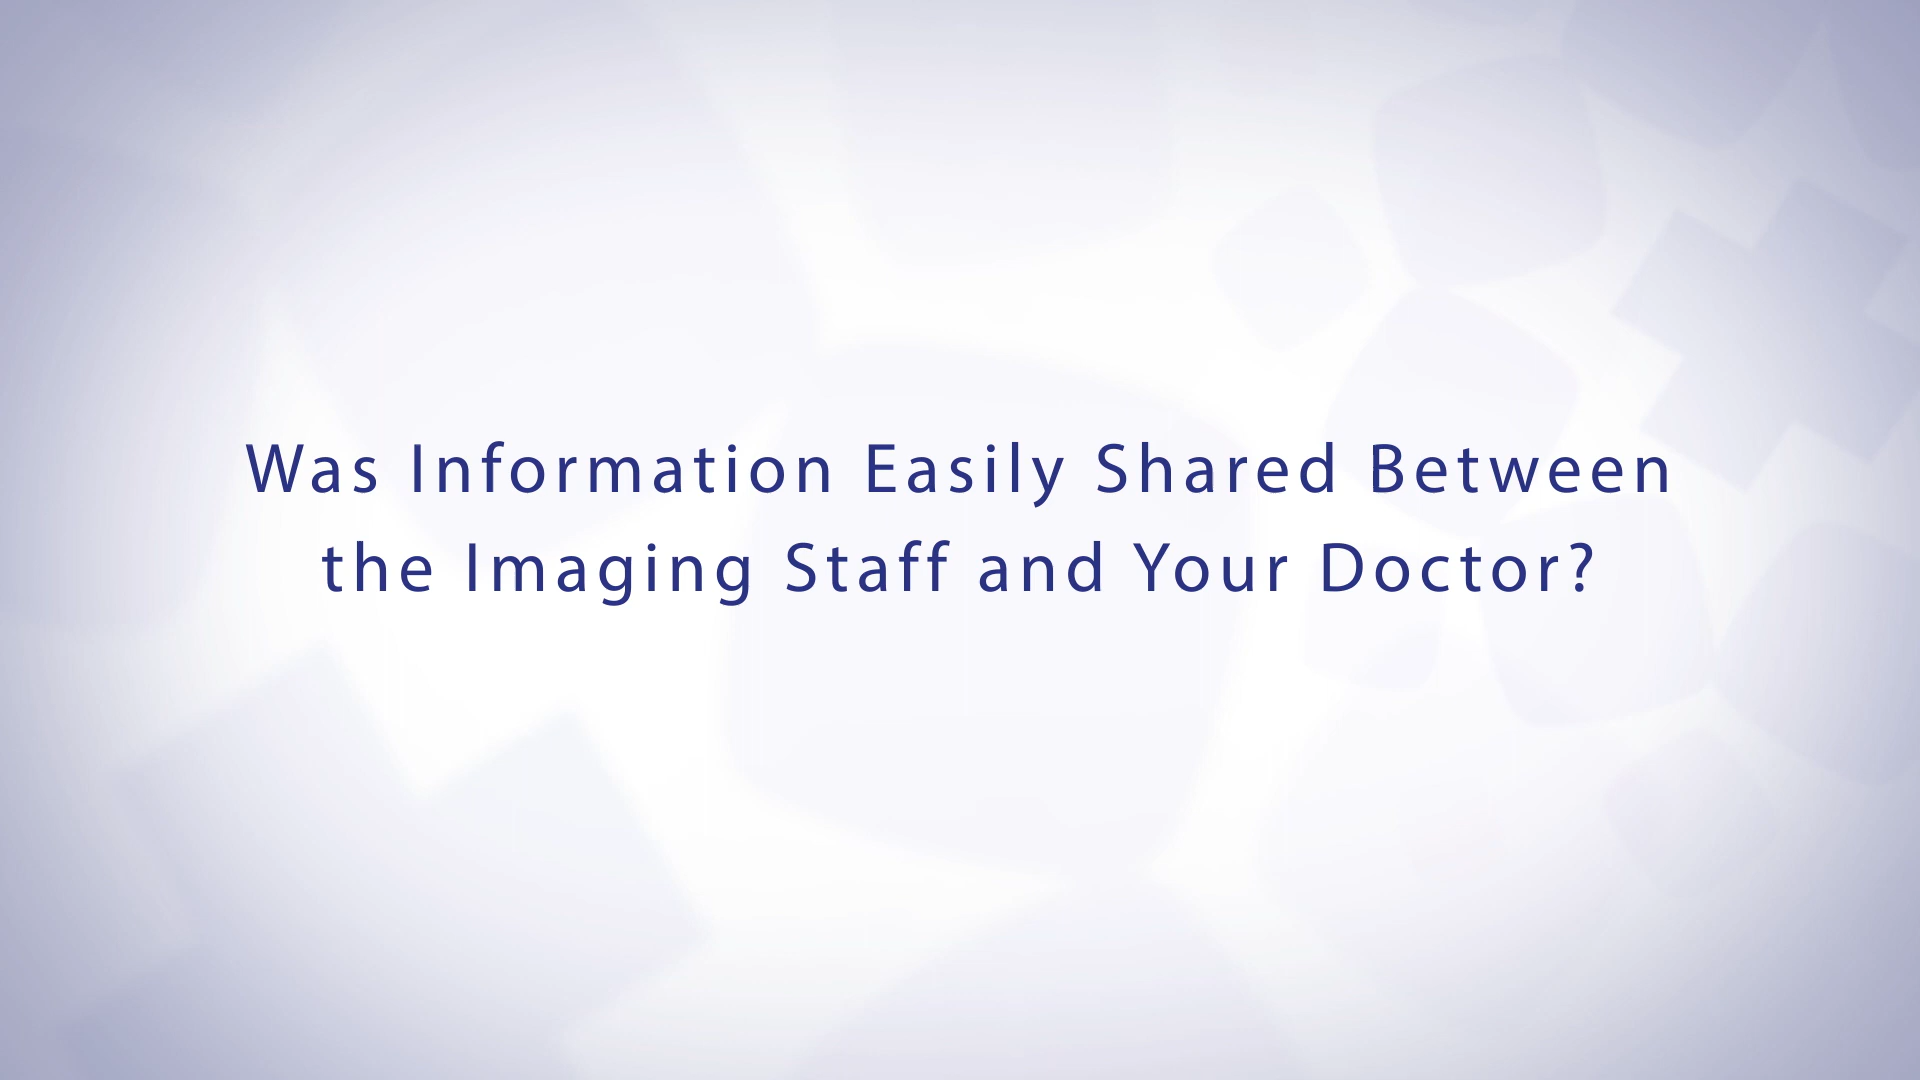 Was Information Easily Shared Between
the Imaging Staff and Your Doctor?